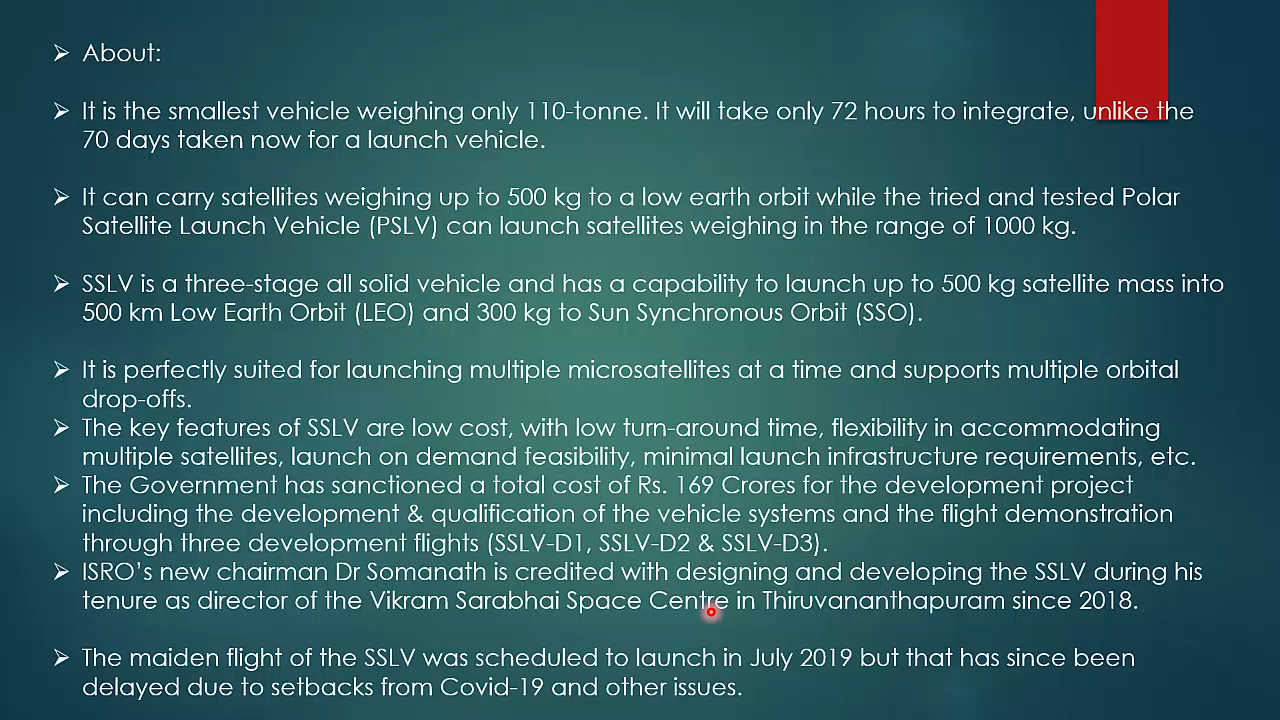 About:
It is the smallest vehicle weighing only 110-tonne. It will take only 72 hours to integrate, unlike the
70 days taken now for a launch vehicle.
It can carry satellites weighing up to 500 kg to a low earth orbit while the tried and tested Polar
Satellite Launch Vehicle (PSLV) can launch satellites weighing in the range of 1000 kg.
SSLV is a three-stage all solid vehicle and has a capability to launch up to 500 kg satellite mass into
500 km Low Earth Orbit (LEO) and 300 kg to Sun Synchronous Orbit (SSO).
It is perfectly suited for launching multiple microsatellites at a time and supports multiple orbital
drop-offs.
The key features of SSLV are low cost, with low turn-around time, flexibility in accommodating
multiple satellites, launch on demand feasibility, minimal launch infrastructure requirements, etc.
The Government has sanctioned a total cost of Rs. 169 Crores for the development project
including the development & qualification of the vehicle systems and the flight demonstration
through three development flights (SSLV-D1, SSLV-D2 & SSLV-D3).
ISRO’s new chairman Dr Somanath is credited with designing and developing the SSLV during his
tenure as director of the Vikram Sarabhai Space Centre in Thiruvananthapuram since 2018.
The maiden flight of the SSLV was scheduled to launch in July 2019 but that has since been
delayed due to setbacks from Covid-19 and other issues.